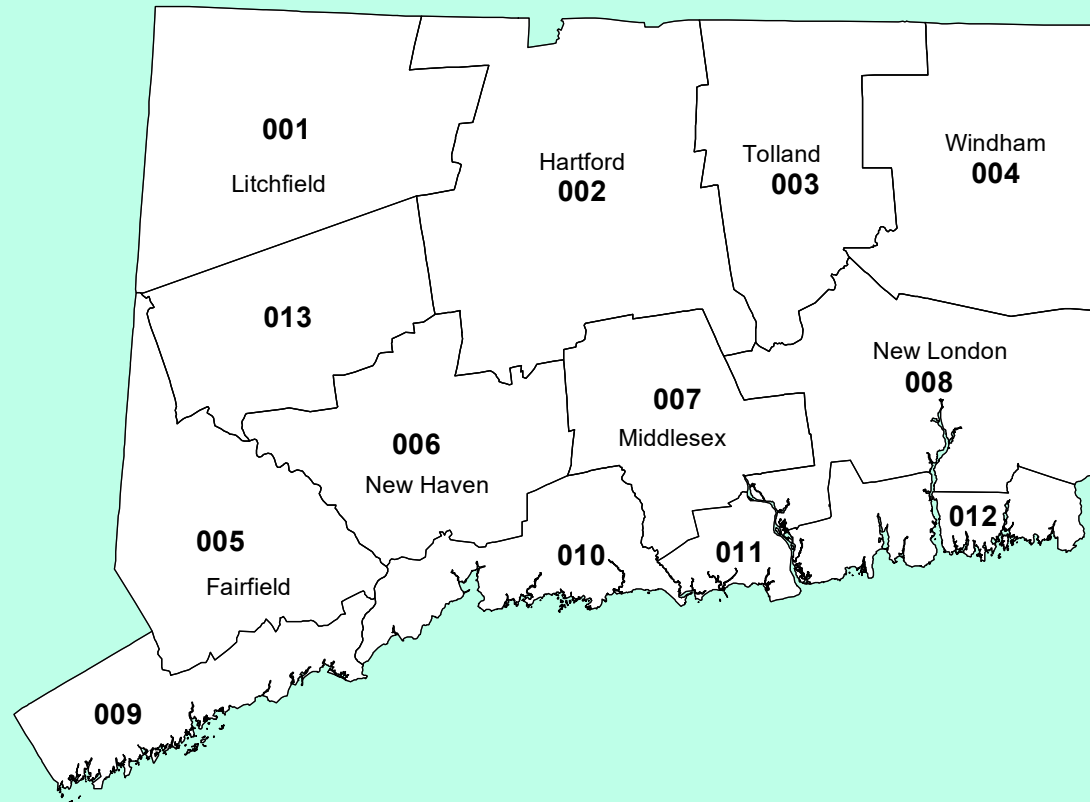 001
Litchfield
Hartford
002
Tolland
003
Windham
004
013
New London
008
007
Middlesex
006
New Haven
005
Fairfield
010
011
012
009